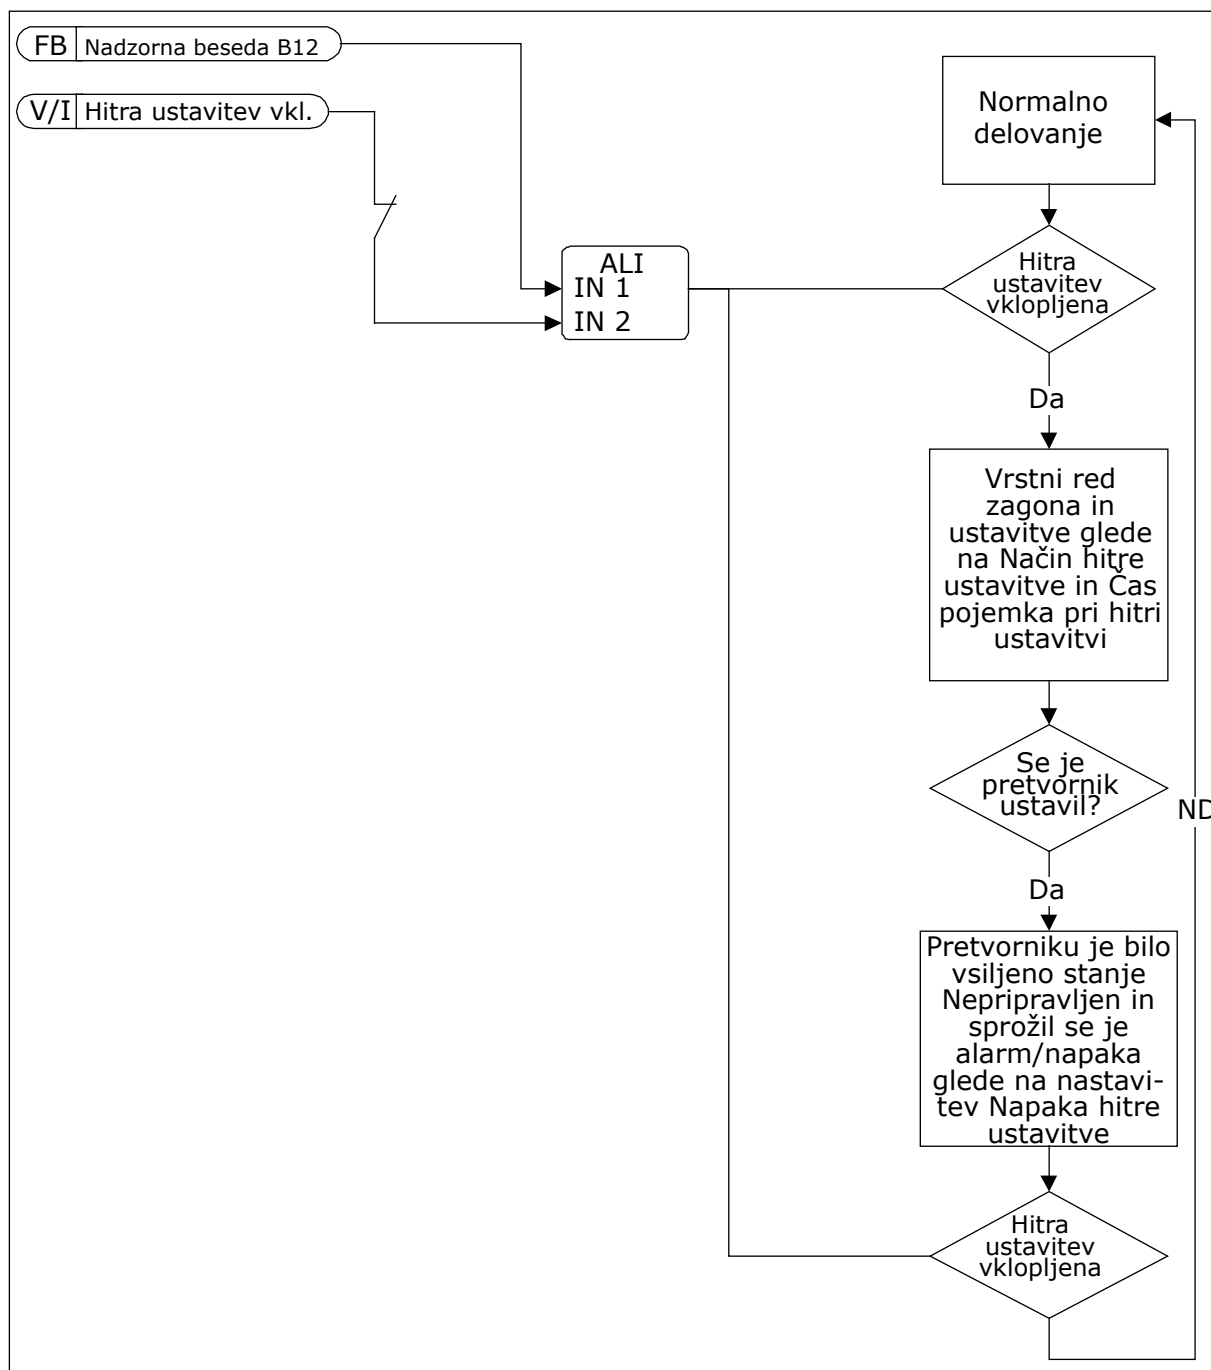 FB Nadzorna beseda B12
V/I Hitra ustavitev vkl.
Normalno
delovanje
ALI
IN 1
IN 2
Hitra
ustavitev
vklopljena
Da
Vrstni red
zagona in
ustavitve glede
na Način hitre
ustavitve in Čas
pojemka pri hitri
ustavitvi
Se je
pretvornik
ustavil?
ND
Da
Pretvorniku je bilo
vsiljeno stanje
Nepripravljen in
sprožil se je
alarm/napaka
glede na nastavi-
tev Napaka hitre
ustavitve
Hitra
ustavitev
vklopljena